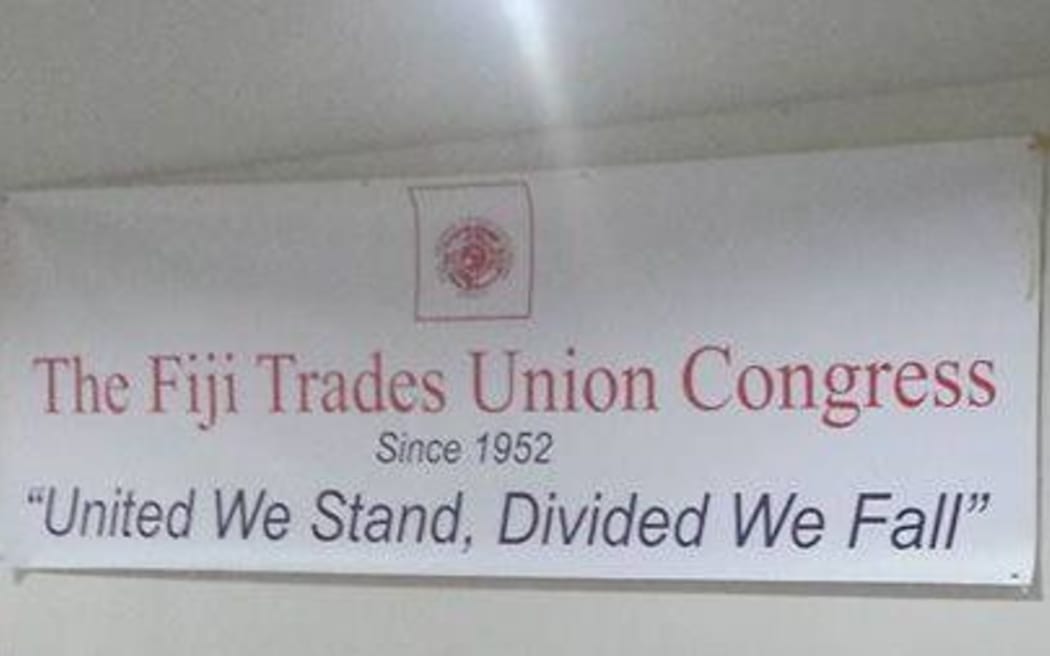 The Fiji Trades Union Congress
Since 1952
“United We Stand, Divided We Fall”